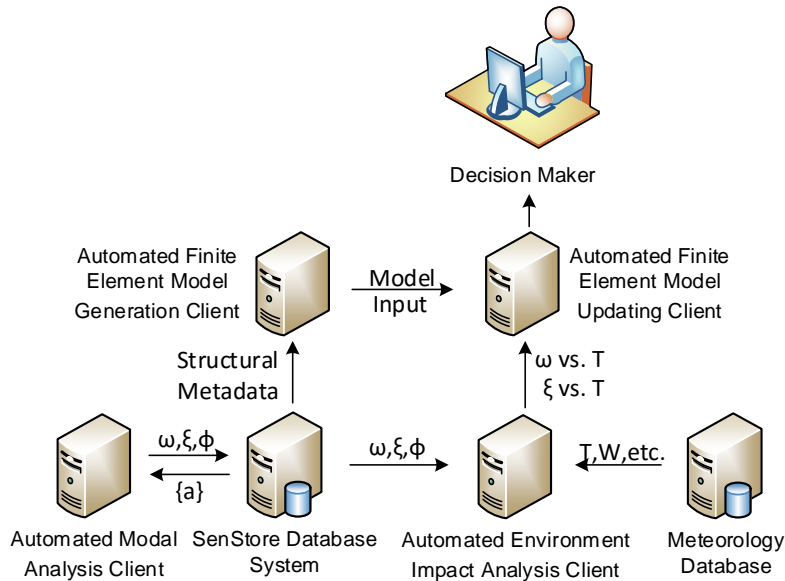 Decision Maker
Automated Finite
Element Model
Generation Client
Model
Input
Automated Finite
Element Model
Updating Client
Structural
Metadata
ω vs. T
ξ vs. T
ω,ξ,ϕ
{a}
ω,ξ,ϕ
T,W,etc.
Automated Modal
Analysis Client
SenStore Database
System
Automated Environment
Impact Analysis Client
Meteorology
Database